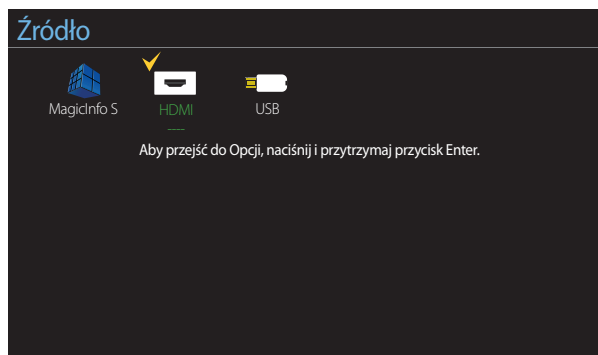 Źródło
MagicInfo S
HDMI
USB
----
Aby przejść do Opcji, naciśnij i przytrzymaj przycisk Enter.